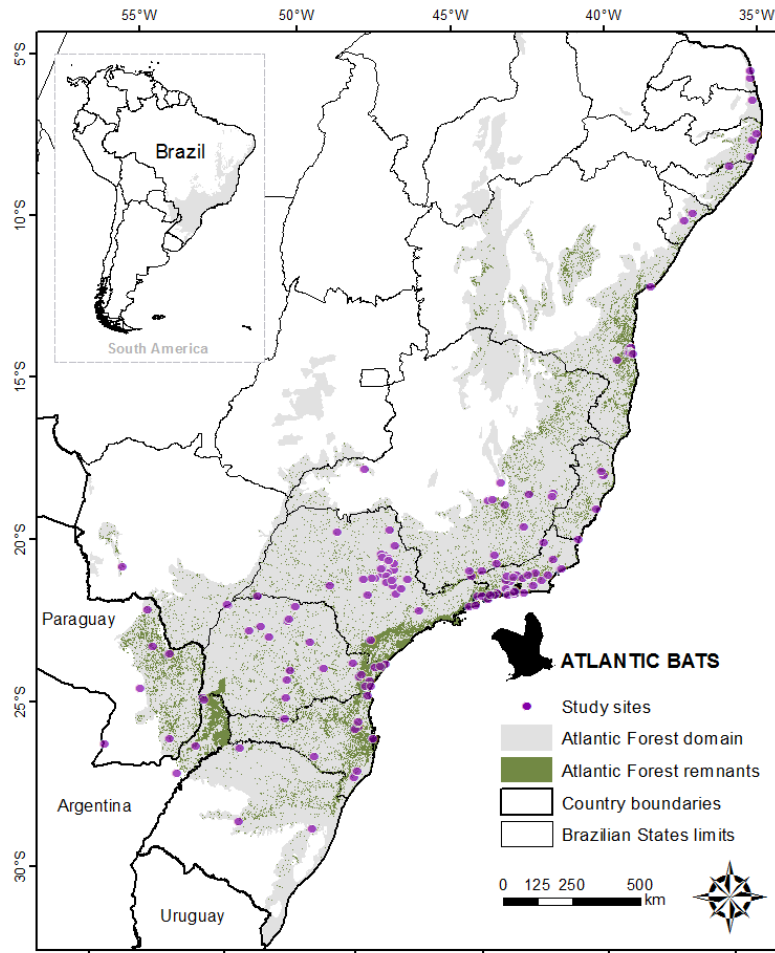 55°W 50°W 45°W 40°W 35°W
5°S
10°S
15°S
20°S
25°S
30°S
Brazil
South America
Paraguay
Argentina
Uruguay
ATLANTIC BATS
Study sites
Atlantic Forest domain
Atlantic Forest remnants
Country boundaries
Brazilian States limits
0 125 250 500
km